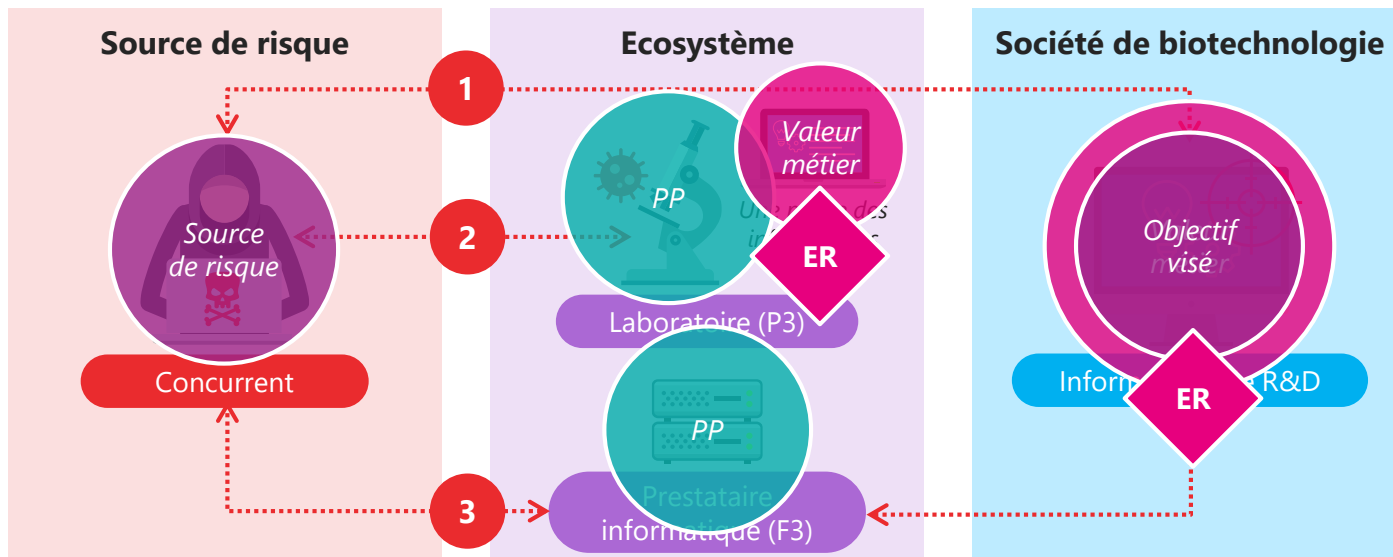 Source de risque
Ecosystème
Société de biotechnologie
1
Valeur
métier
PP
Source
de risque
2
ER
Objectif
visé
Laboratoire (P3)
Concurrent
R&D
ER
PP
3
Prestataire
informatique (F3)